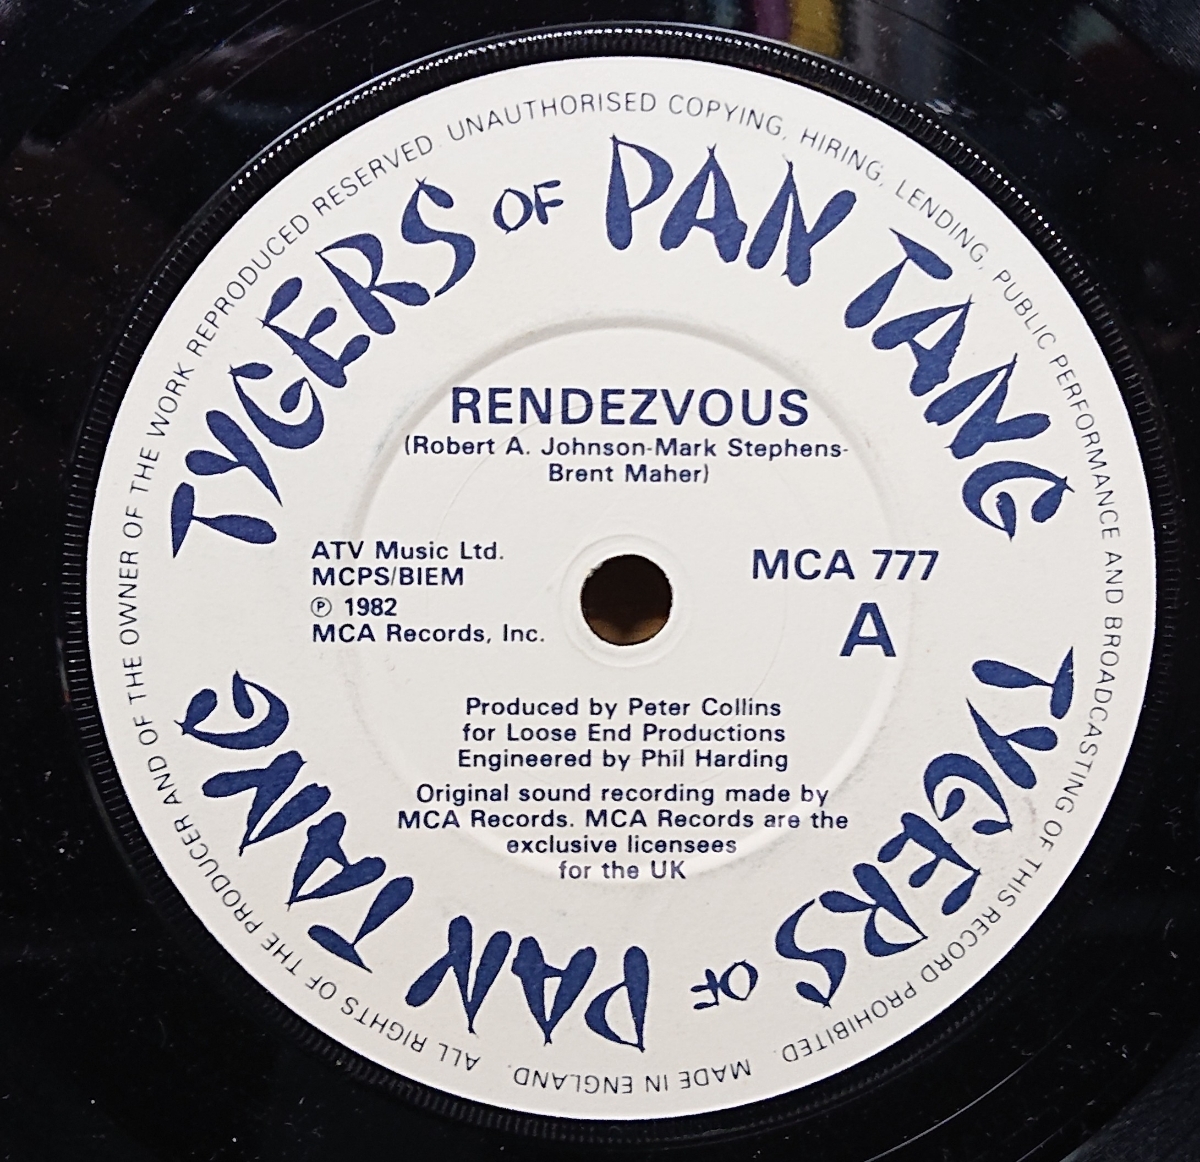 ALL RIGHTS OF THE PRODUCER AND OF THE OWNER OF THE WORK REPRODUCED RESERVED. UNAUTHORISED COPYING, HIRING, LENDING, PUBLIC PERFORMANCE AND BROADCASTING OF THIS RECORD PROHIBITED. MADE IN ENGLAND.
TYGERS OF PAN TANG
RENDEZVOUS
(Robert A. Johnson-Mark Stephens-
Brent Maher)
ATV Music Ltd.
MCPS/BIEM
℗ 1982
MCA Records, Inc.
MCA 777
A
Produced by Peter Collins
for Loose End Productions
Engineered by Phil Harding
Original sound recording made by
MCA Records. MCA Records are the
exclusive licensees
for the UK
TYGERS OF PAN TANG